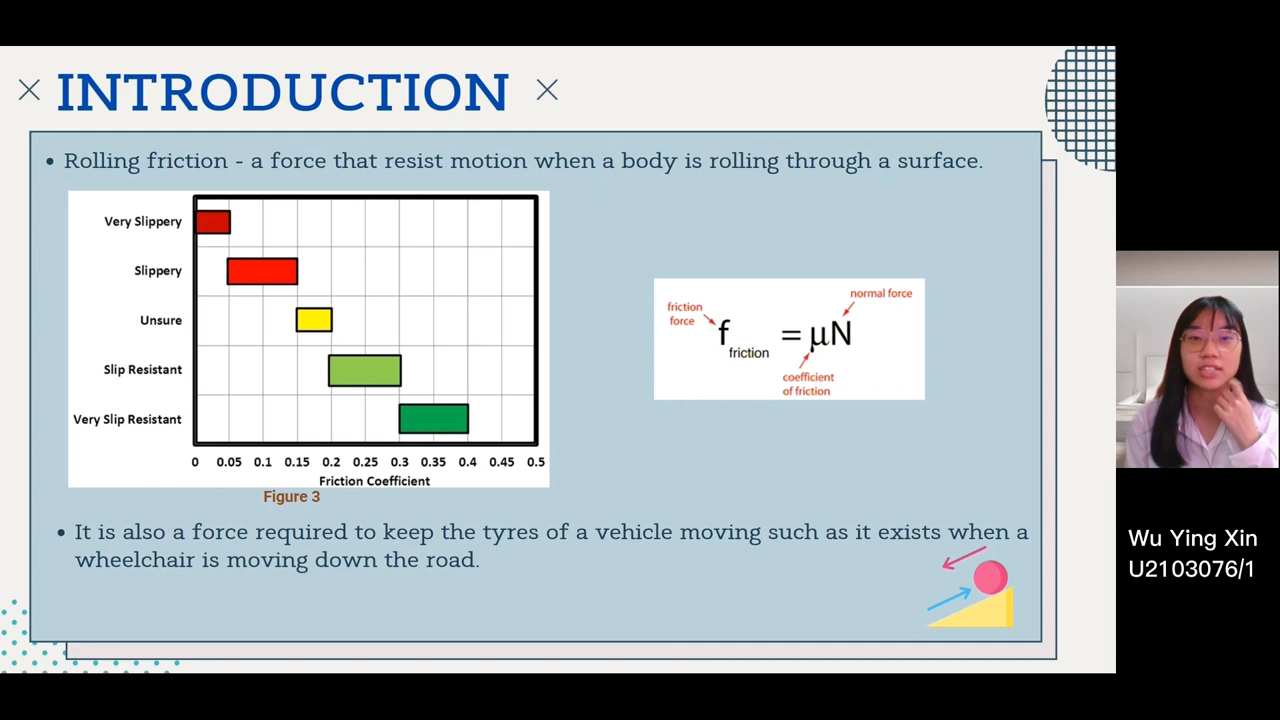 INTRODUCTION
• Rolling friction - a force that resist motion when a body is rolling through a surface.
Very Slippery
Slippery
Unsure
Slip Resistant
Very Slip Resistant
0 0.05 0.1 0.15 0.2 0.25 0.3 0.35 0.4 0.45 0.5
Friction Coefficient
Figure 3
normal force
friction
force
f friction = μN
coefficient
of friction
• It is also a force required to keep the tyres of a vehicle moving such as it exists when a
wheelchair is moving down the road.
Wu Ying Xin
U2103076/1